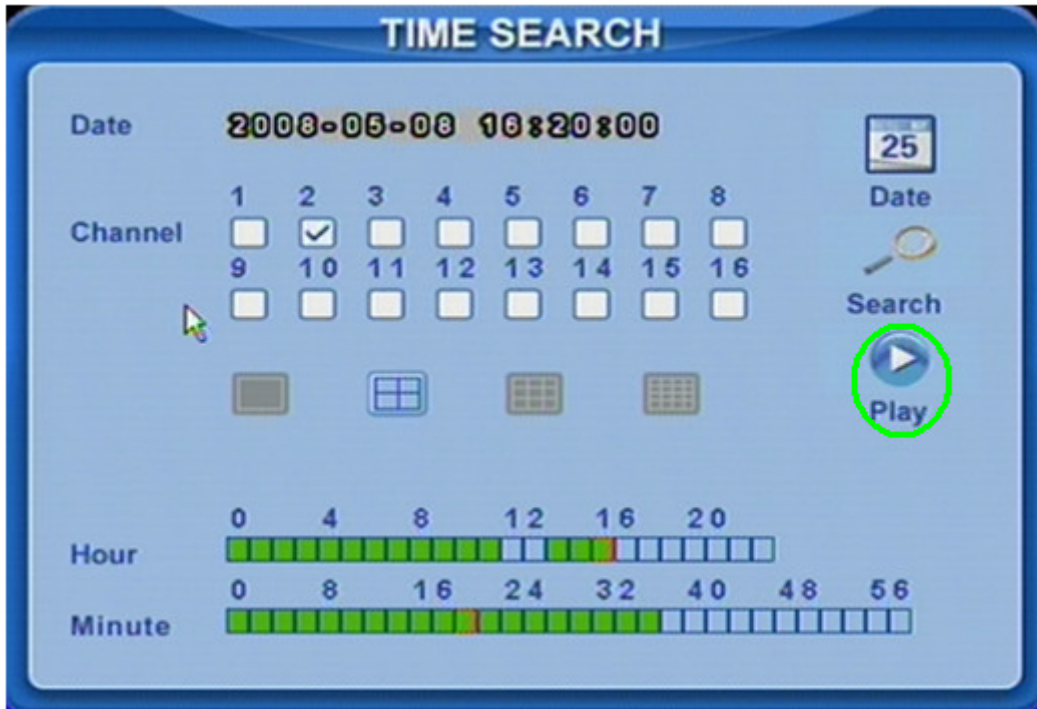 TIME SEARCH
Date 2008-05-08 16:20:00
25
Date
1 2 3 4 5 6 7 8
Channel
9 10 11 12 13 14 15 16
Search
Play
0 4 8 12 16 20
Hour
0 8 16 24 32 40 48 56
Minute